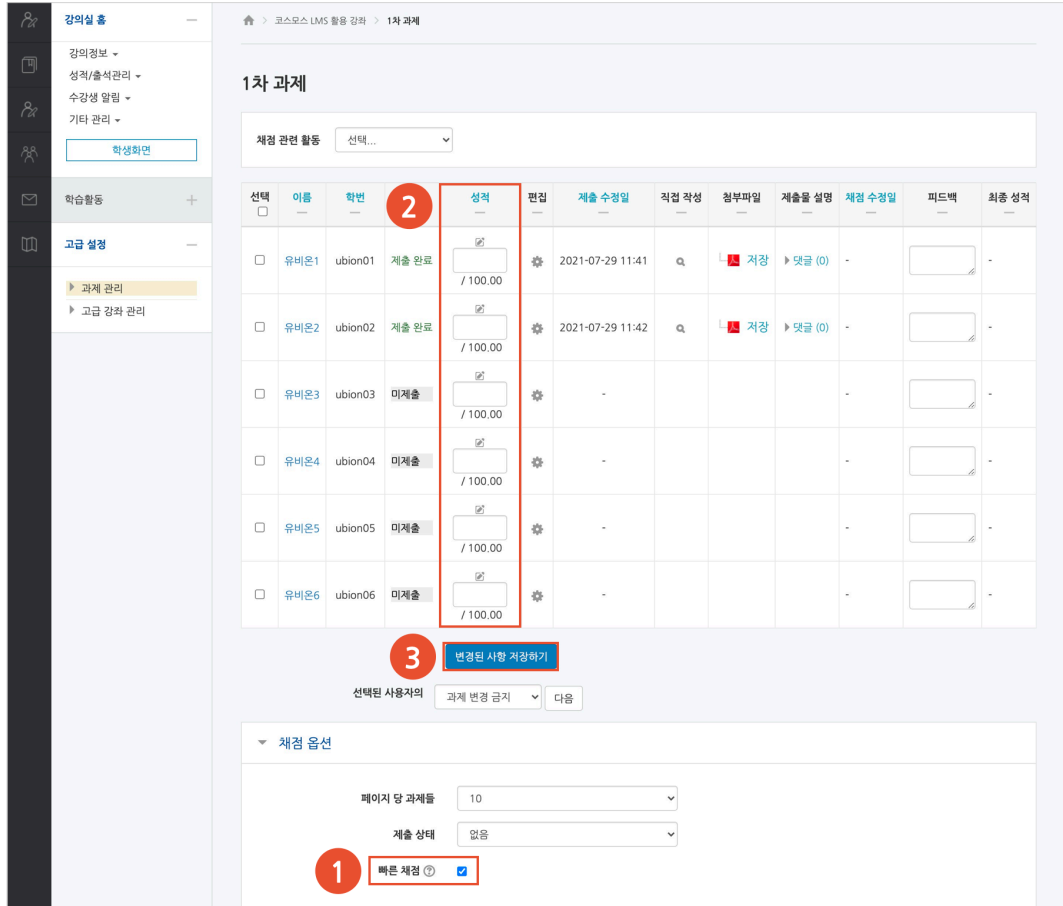 강의실 홈
강의정보
성적/출석관리
수강생 알림
기타 관리
학생화면
학습활동
고급 설정
과제 관리
고급 강좌 관리
코스모스 LMS 활용 강좌 > 1차 과제
1차 과제
채점 관련 활동 선택...
선택 이름 학번 2 성적 편집 제출 수정일 직접 작성 첨부파일 제출물 설명 채점 수정일 피드백 최종 성적
유비온1 ubion01 제출 완료 / 100.00 2021-07-29 11:41 저장 댓글 (0) - -
유비온2 ubion02 제출 완료 / 100.00 2021-07-29 11:42 저장 댓글 (0) - -
유비온3 ubion03 미제출 / 100.00 - - -
유비온4 ubion04 미제출 / 100.00 - - -
유비온5 ubion05 미제출 / 100.00 - - -
유비온6 ubion06 미제출 / 100.00 - - -
3 변경된 사항 저장하기
선택된 사용자의 과제 변경 금지 다음
채점 옵션
페이지 당 과제들 10
제출 상태 없음
1 빠른 채점